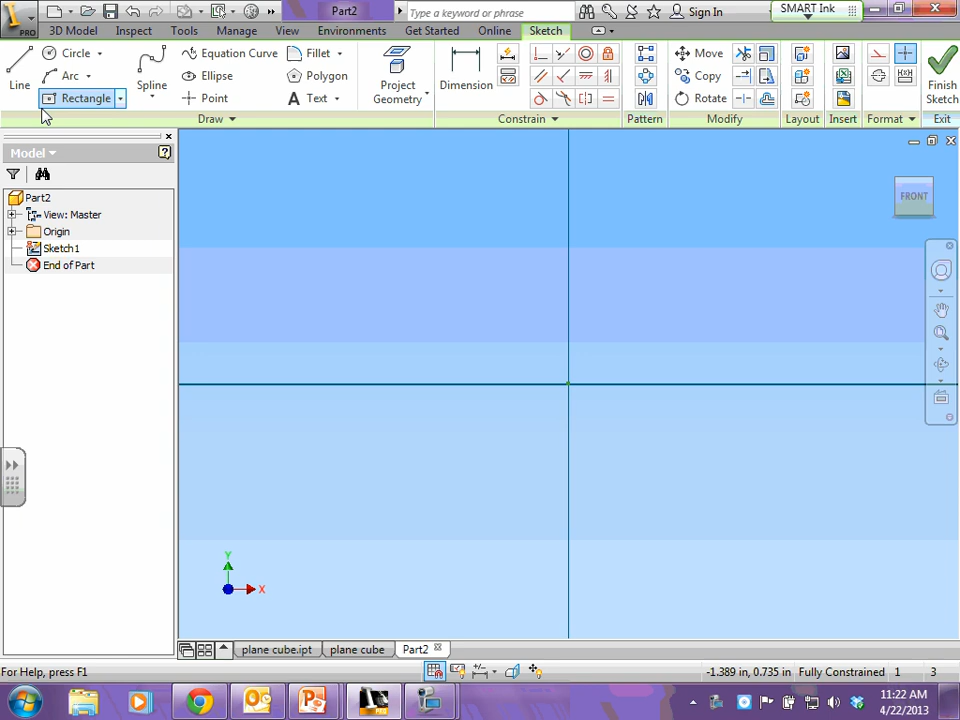 Part2
Type a keyword or phrase
Sign In
SMART Ink
PRO
3D Model
Inspect
Tools
Manage
View
Environments
Get Started
Online
Sketch
Line
Circle
Arc
Rectangle
Spline
Equation Curve
Ellipse
Point
Fillet
Polygon
Text
Project
Geometry
Dimension
Move
Copy
Rotate
Finish
Sketch
Draw
Constrain
Pattern
Modify
Layout
Insert
Format
Exit
Model
Part2
View: Master
Origin
Sketch1
End of Part
FRONT
Y
X
plane cube.ipt
plane cube
Part2
For Help, press F1
-1.389 in, 0.735 in
Fully Constrained
1
3
11:22 AM
4/22/2013